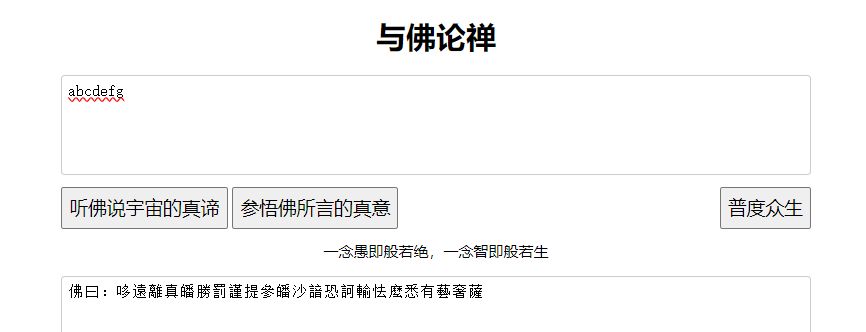 与佛论禅
abcdefg
听佛说宇宙的真谛 参悟佛所言的真意 普度众生
一念愚即般若绝，一念智即般若生
佛曰：哆遠離真皤勝罰謹提參皤沙諳恐訶輸怯度悉有藝奢薩